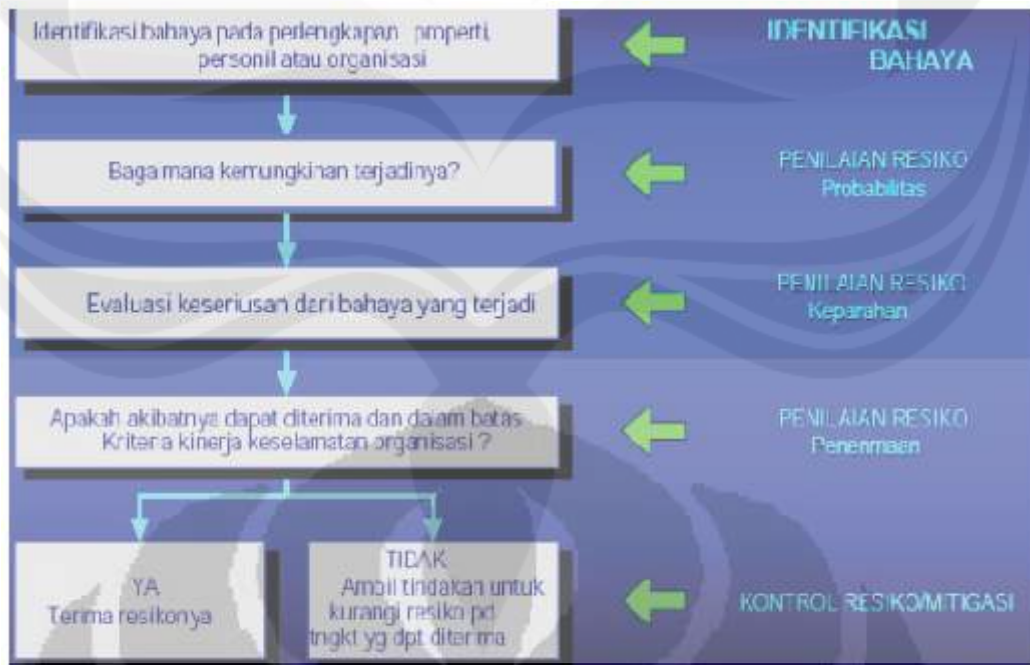 Identifikasi bahaya pada perlengkapan properti,
personil atau organisasi
IDENTIFIKASI
BAHAYA
Bagaimana kemungkinan terjadinya?
PENILAIAN RESIKO
Probabilitas
Evaluasi keseriusan dari bahaya yang terjadi
PENILAIAN RESIKO
Keparahan
Apakah akibatnya dapat diterima dan dalam batas
Kriteria kinerja keselamatan organisasi ?
PENILAIAN RESIKO
Penerimaan
YA
Terima resikonya
TIDAK
Ambil tindakan untuk
kurangi resiko pd
tngkt yg dpt diterima
KONTROL RESIKO/MITIGASI